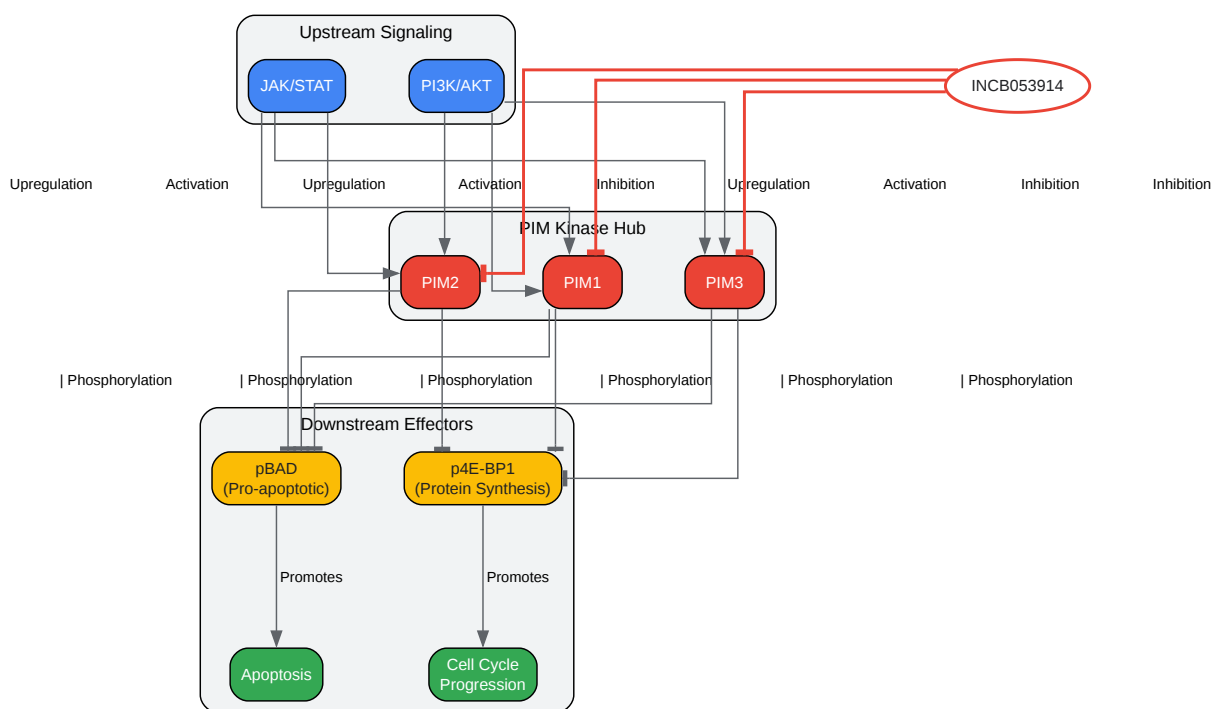 Upstream Signaling
JAK/STAT
PI3K/AKT
INCB053914
Upregulation
Activation
Upregulation
Activation
Inhibition
Upregulation
Activation
Inhibition
Inhibition
PIM Kinase Hub
PIM2
PIM1
PIM3
| Phosphorylation
| Phosphorylation
| Phosphorylation
| Phosphorylation
| Phosphorylation
| Phosphorylation
Downstream Effectors
pBAD
(Pro-apoptotic)
p4E-BP1
(Protein Synthesis)
Promotes
Promotes
Apoptosis
Cell Cycle
Progression